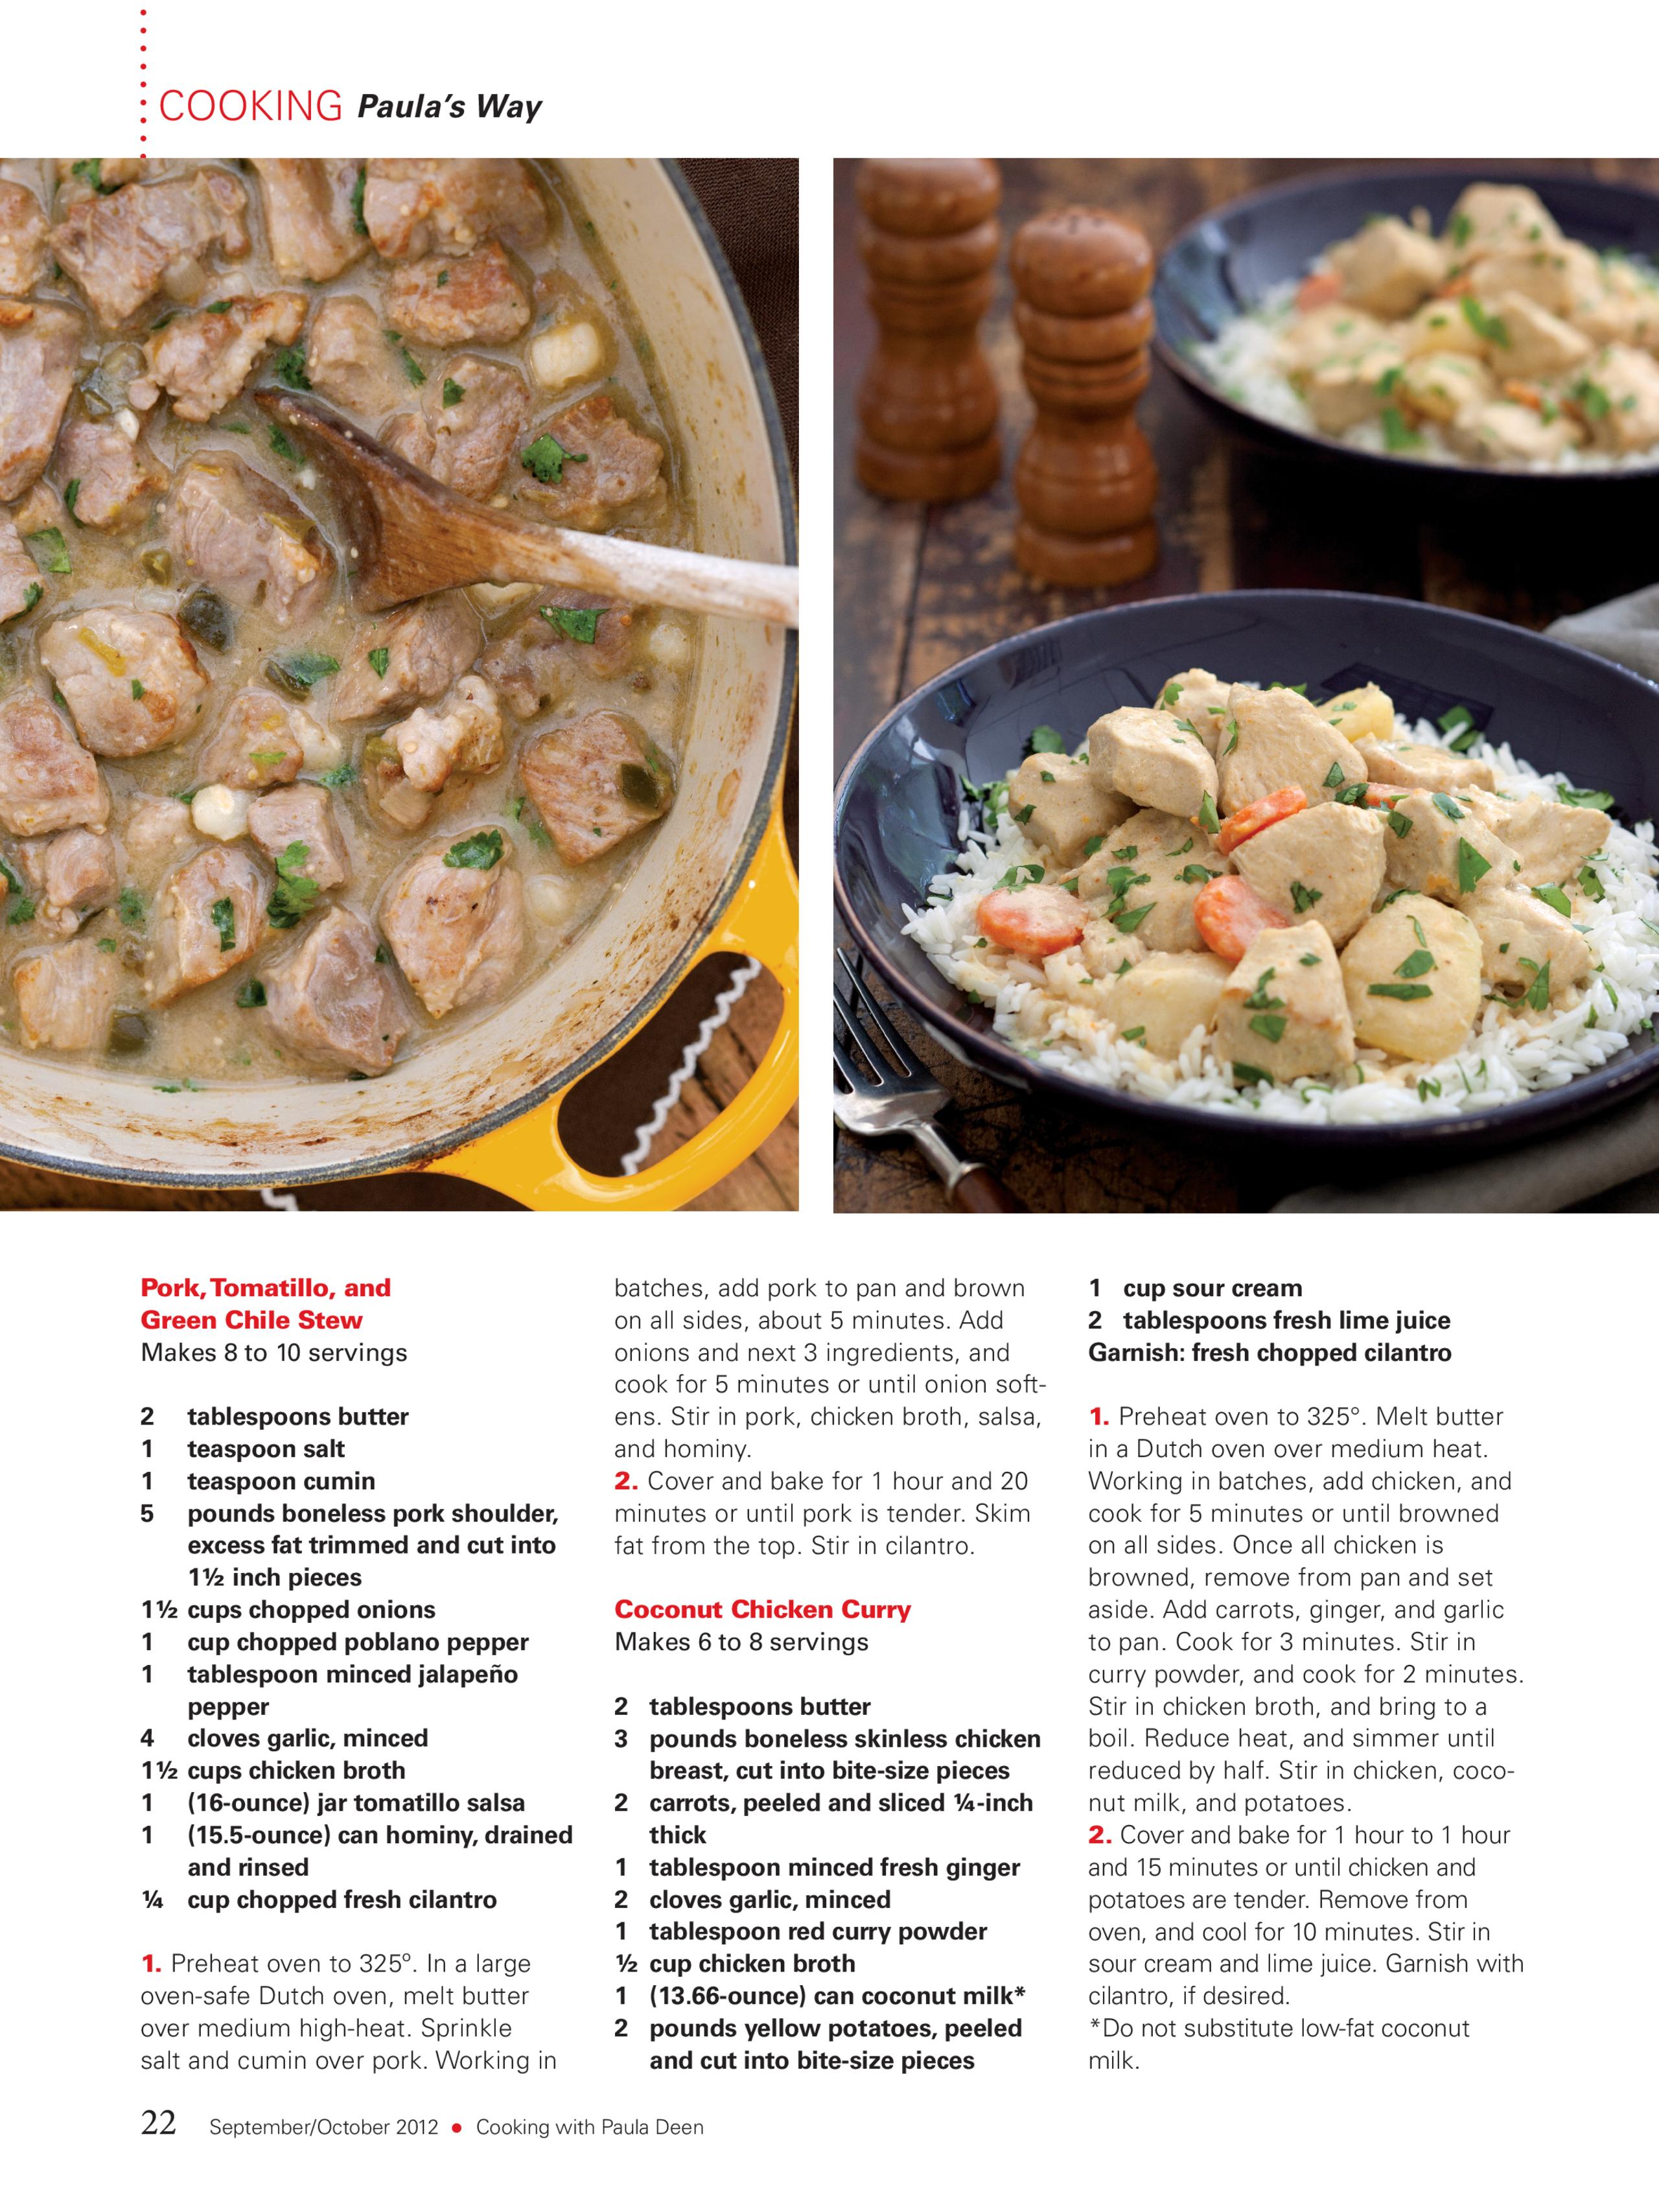 COOKING Paula's Way
Pork, Tomatillo, and
Green Chile Stew
Makes 8 to 10 servings
2 tablespoons butter
1 teaspoon salt
1 teaspoon cumin
5 pounds boneless pork shoulder,
excess fat trimmed and cut into
1½ inch pieces
1½ cups chopped onions
1 cup chopped poblano pepper
1 tablespoon minced jalapeño
pepper
4 cloves garlic, minced
1½ cups chicken broth
1 (16-ounce) jar tomatillo salsa
1 (15.5-ounce) can hominy, drained
and rinsed
¼ cup chopped fresh cilantro
1. Preheat oven to 325º. In a large
oven-safe Dutch oven, melt butter
over medium high-heat. Sprinkle
salt and cumin over pork. Working in
batches, add pork to pan and brown
on all sides, about 5 minutes. Add
onions and next 3 ingredients, and
cook for 5 minutes or until onion soft-
ens. Stir in pork, chicken broth, salsa,
and hominy.
2. Cover and bake for 1 hour and 20
minutes or until pork is tender. Skim
fat from the top. Stir in cilantro.
Coconut Chicken Curry
Makes 6 to 8 servings
2 tablespoons butter
3 pounds boneless skinless chicken
breast, cut into bite-size pieces
2 carrots, peeled and sliced ¼-inch
thick
1 tablespoon minced fresh ginger
2 cloves garlic, minced
1 tablespoon red curry powder
½ cup chicken broth
1 (13.66-ounce) can coconut milk*
2 pounds yellow potatoes, peeled
and cut into bite-size pieces
1 cup sour cream
2 tablespoons fresh lime juice
Garnish: fresh chopped cilantro
1. Preheat oven to 325°. Melt butter
in a Dutch oven over medium heat.
Working in batches, add chicken, and
cook for 5 minutes or until browned
on all sides. Once all chicken is
browned, remove from pan and set
aside. Add carrots, ginger, and garlic
to pan. Cook for 3 minutes. Stir in
curry powder, and cook for 2 minutes.
Stir in chicken broth, and bring to a
boil. Reduce heat, and simmer until
reduced by half. Stir in chicken, coco-
nut milk, and potatoes.
2. Cover and bake for 1 hour to 1 hour
and 15 minutes or until chicken and
potatoes are tender. Remove from
oven, and cool for 10 minutes. Stir in
sour cream and lime juice. Garnish with
cilantro, if desired.
*Do not substitute low-fat coconut
milk.
22 September/October 2012 • Cooking with Paula Deen